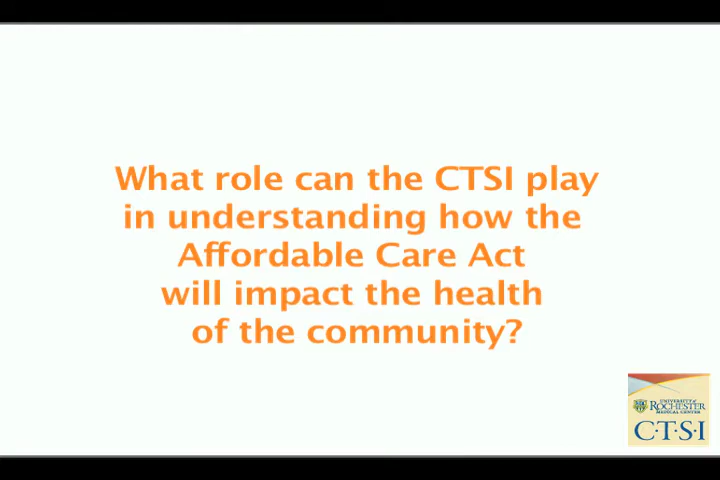 What role can the CTSI play
in understanding how the
Affordable Care Act
will impact the health
of the community?
UNIVERSITY of
ROCHESTER
MEDICAL CENTER
C·T·S·I